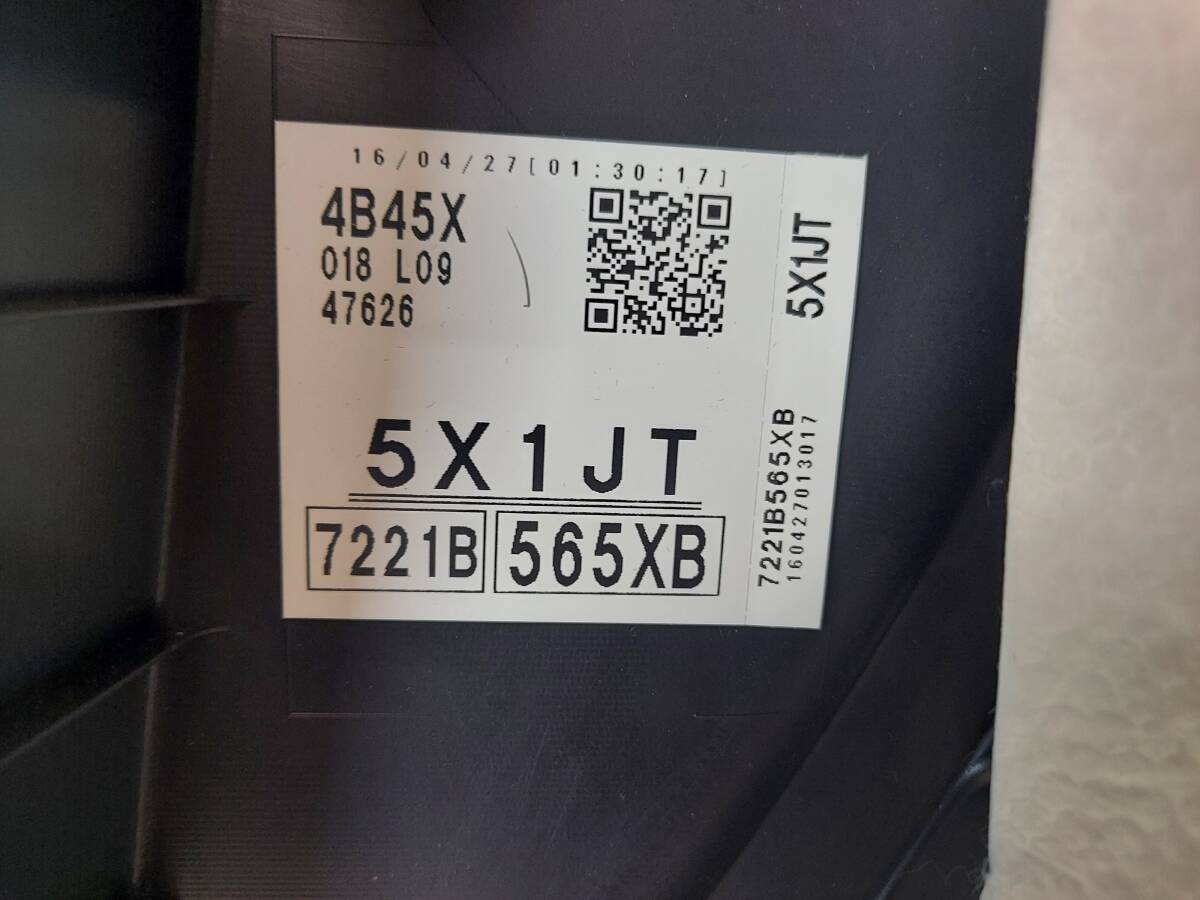 16/04/27[01:30:17]
4B45X
018 L09
47626
5X1JT
7221B 565XB
5X1JT
7221B565XB
160427013017